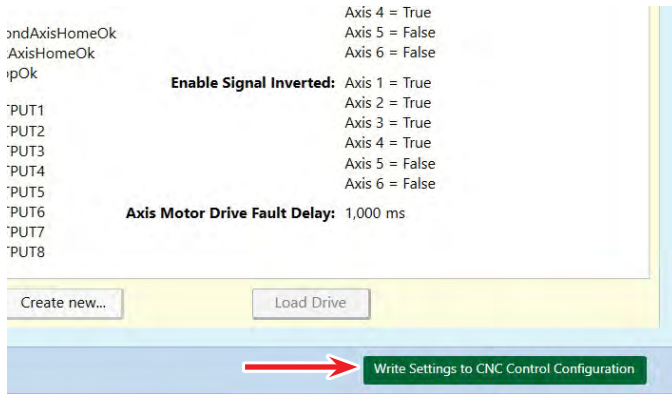 Axis 4 = True
ondAxisHomeOk Axis 5 = False
AxisHomeOk Axis 6 = False
pOk
Enable Signal Inverted: Axis 1 = True
Axis 2 = True
TPUT1
Axis 3 = True
TPUT2
Axis 4 = True
TPUT3
Axis 5 = False
TPUT4
Axis 6 = False
TPUT5
TPUT6 Axis Motor Drive Fault Delay: 1,000 ms
TPUT7
TPUT8
Create new... Load Drive
Write Settings to CNC Control Configuration